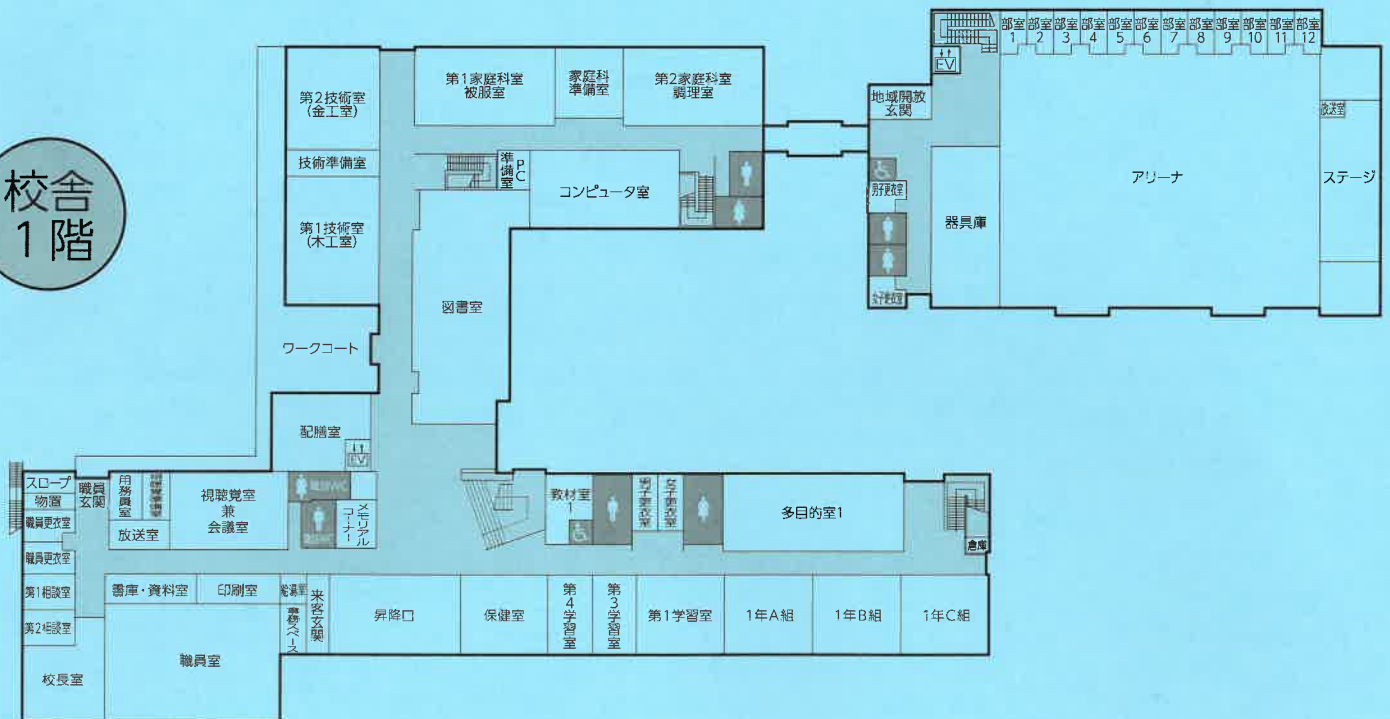 校舎
1階
第2技術室
(金工室)
技術準備室
第1技術室
(木工室)
ワークコート
配膳室
EV
第1家庭科室
被服室
家庭科
準備室
第2家庭科室
調理室
PC
準備室
コンピュータ室
図書室
EV
地域開放
玄関
男子更衣室
女子更衣室
器具庫
部室
1
部室
2
部室
3
部室
4
部室
5
部室
6
部室
7
部室
8
部室
9
部室
10
部室
11
部室
12
アリーナ
放送室
ステージ
スロープ
物置
職員更衣室
職員更衣室
第1相談室
第2相談室
校長室
職員
玄関
用務員室
放送室
視聴覚室
兼
会議室
メモリアル
コーナー
教材室
1
男子更衣室
女子更衣室
多目的室1
倉庫
書庫・資料室
印刷室
給湯室
事務スペース
来客玄関
職員室
昇降口
保健室
第4学習室
第3学習室
第1学習室
1年A組
1年B組
1年C組